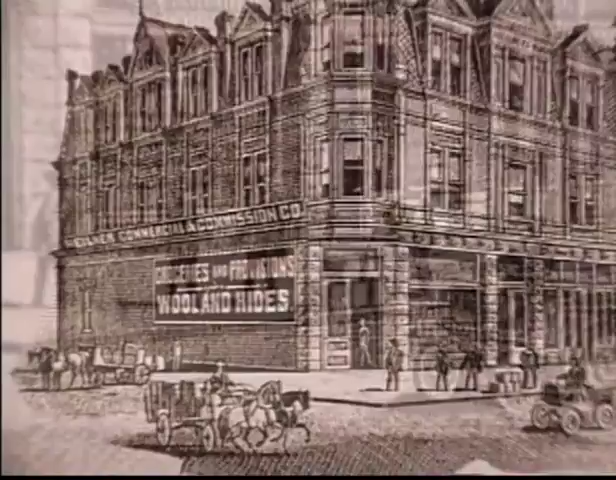 COMMERCIAL & COMMISSION CO.
GROCERIES AND PROVISIONS
WOOL AND HIDES